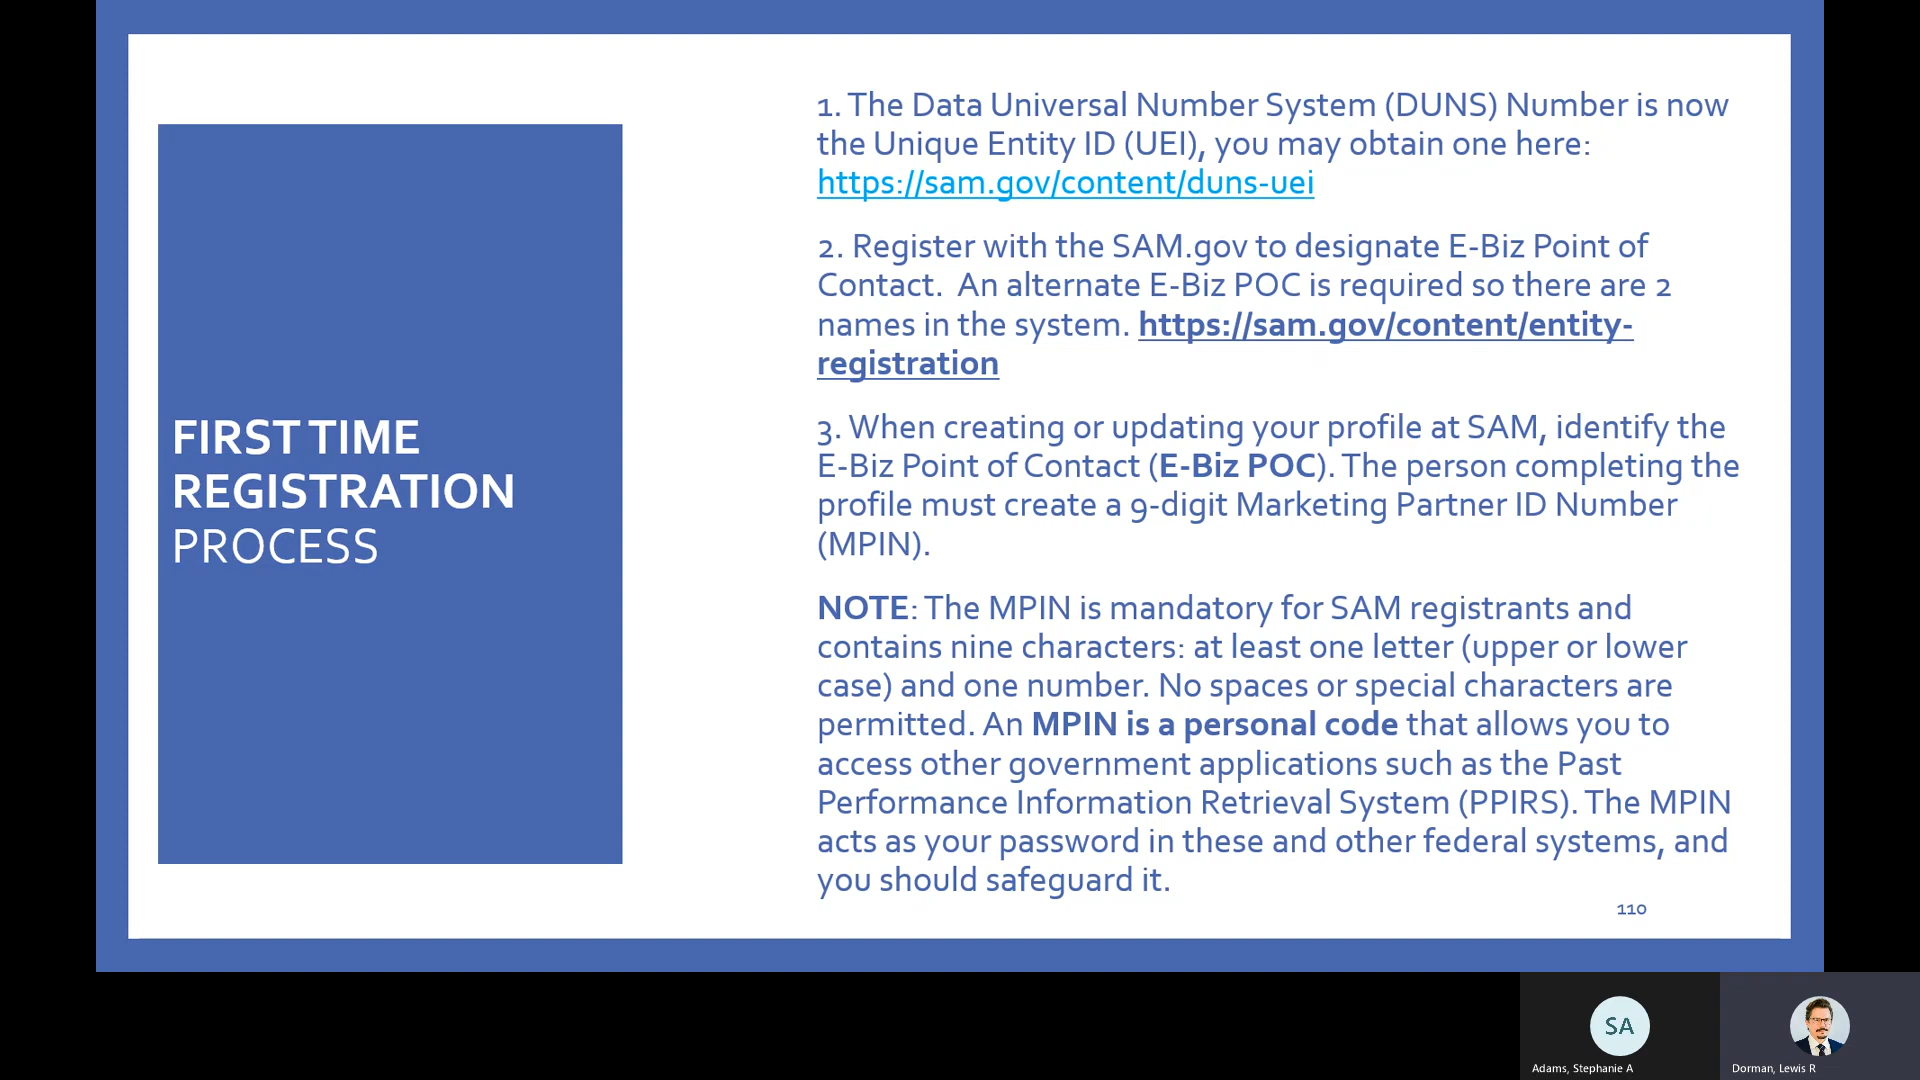 FIRST TIME
REGISTRATION
PROCESS
1. The Data Universal Number System (DUNS) Number is now
the Unique Entity ID (UEI), you may obtain one here:
https://sam.gov/content/duns-uei
2. Register with the SAM.gov to designate E-Biz Point of
Contact.  An alternate E-Biz POC is required so there are 2
names in the system. https://sam.gov/content/entity-
registration
3. When creating or updating your profile at SAM, identify the
E-Biz Point of Contact (E-Biz POC). The person completing the
profile must create a 9-digit Marketing Partner ID Number
(MPIN).
NOTE: The MPIN is mandatory for SAM registrants and
contains nine characters: at least one letter (upper or lower
case) and one number. No spaces or special characters are
permitted. An MPIN is a personal code that allows you to
access other government applications such as the Past
Performance Information Retrieval System (PPIRS). The MPIN
acts as your password in these and other federal systems, and
you should safeguard it.
110
SA
Adams, Stephanie A
Dorman, Lewis R